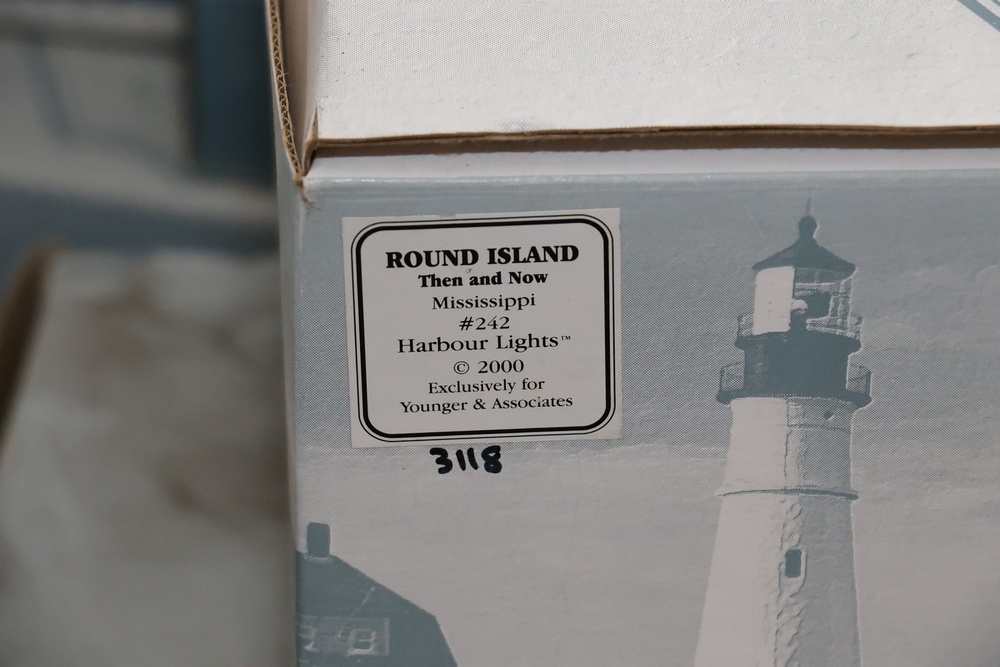 ROUND ISLAND
Then and Now
Mississippi
#242
Harbour Lights™
© 2000
Exclusively for
Younger & Associates
3118